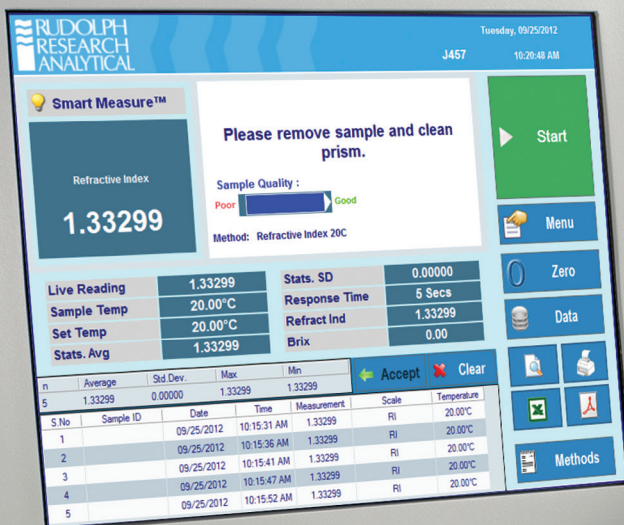 RUDOLPH
RESEARCH
ANALYTICAL
Tuesday, 09/25/2012
J457
10:20:48 AM
Smart Measure™
Refractive Index
1.33299
Please remove sample and clean
prism.
Sample Quality :
Poor Good
Method: Refractive Index 20C
Start
Menu
Zero
Data
Methods
Live Reading 1.33299
Sample Temp 20.00°C
Set Temp 20.00°C
Stats. Avg 1.33299
Stats. SD 0.00000
Response Time 5 Secs
Refract Ind 1.33299
Brix 0.00
n Average Std.Dev. Max Min
5 1.33299 0.00000 1.33299 1.33299
Accept Clear
S.No Sample ID Date Time Measurement Scale Temperature
1 09/25/2012 10:15:31 AM 1.33299 RI 20.00°C
2 09/25/2012 10:15:36 AM 1.33299 RI 20.00°C
3 09/25/2012 10:15:41 AM 1.33299 RI 20.00°C
4 09/25/2012 10:15:47 AM 1.33299 RI 20.00°C
5 09/25/2012 10:15:52 AM 1.33299 RI 20.00°C